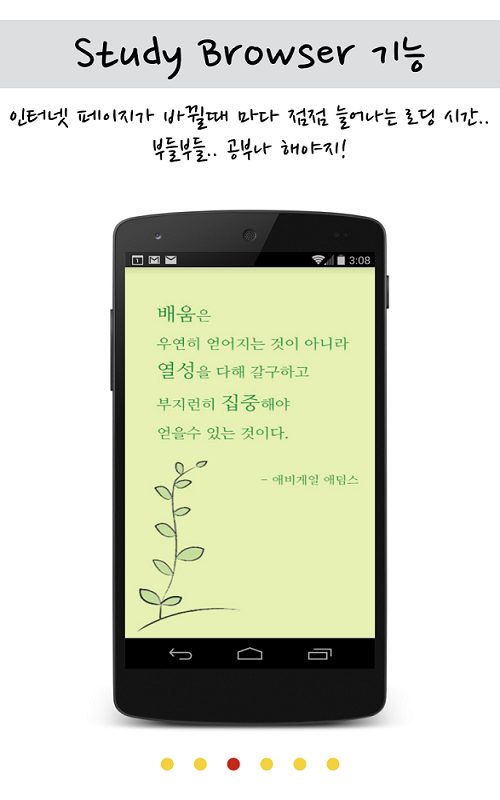 Study Browser 기능
인터넷 페이지가 바뀔때 마다 점점 늘어나는 로딩 시간..
부들부들.. 공부나 해야지!
1 3:08
배움은
우연히 얻어지는 것이 아니라
열성을 다해 갈구하고
부지런히 집중해야
얻을수 있는 것이다.
- 애비게일 애덤스